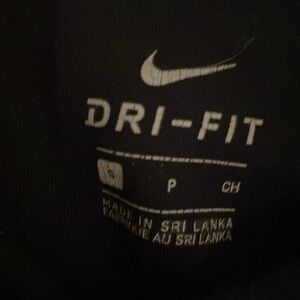 DRI-FIT
P CH
MADE IN SRI LANKA
FABRIQUÉ AU SRI LANKA